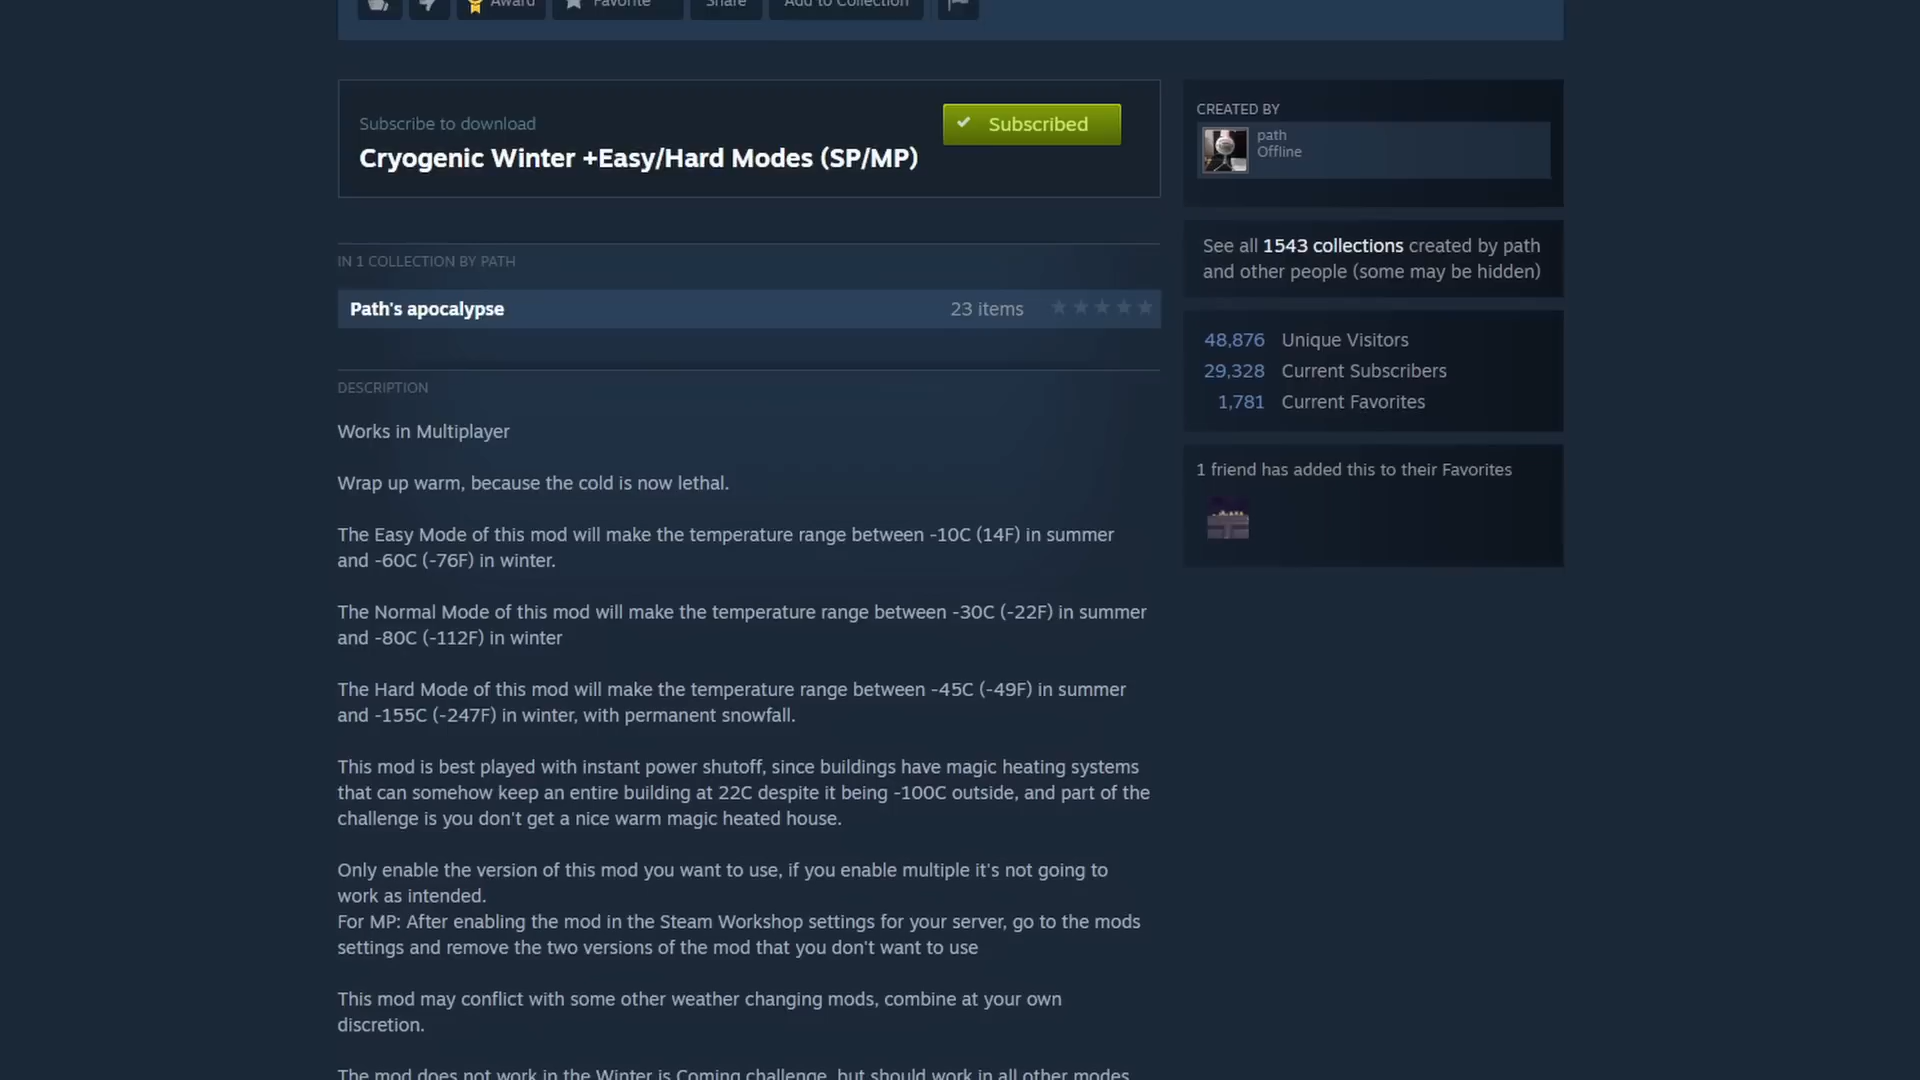 Award
Favorite
Share
Add to Collection
Subscribe to download
Subscribed
Cryogenic Winter +Easy/Hard Modes (SP/MP)
IN 1 COLLECTION BY PATH
Path's apocalypse
23 items
DESCRIPTION
Works in Multiplayer
Wrap up warm, because the cold is now lethal.
The Easy Mode of this mod will make the temperature range between -10C (14F) in summer
and -60C (-76F) in winter.
The Normal Mode of this mod will make the temperature range between -30C (-22F) in summer
and -80C (-112F) in winter
The Hard Mode of this mod will make the temperature range between -45C (-49F) in summer
and -155C (-247F) in winter, with permanent snowfall.
This mod is best played with instant power shutoff, since buildings have magic heating systems
that can somehow keep an entire building at 22C despite it being -100C outside, and part of the
challenge is you don't get a nice warm magic heated house.
Only enable the version of this mod you want to use, if you enable multiple it's not going to
work as intended.
For MP: After enabling the mod in the Steam Workshop settings for your server, go to the mods
settings and remove the two versions of the mod that you don't want to use
This mod may conflict with some other weather changing mods, combine at your own
discretion.
The mod does not work in the Winter is Coming challenge, but should work in all other modes
CREATED BY
path
Offline
See all 1543 collections created by path
and other people (some may be hidden)
48,876 Unique Visitors
29,328 Current Subscribers
1,781 Current Favorites
1 friend has added this to their Favorites